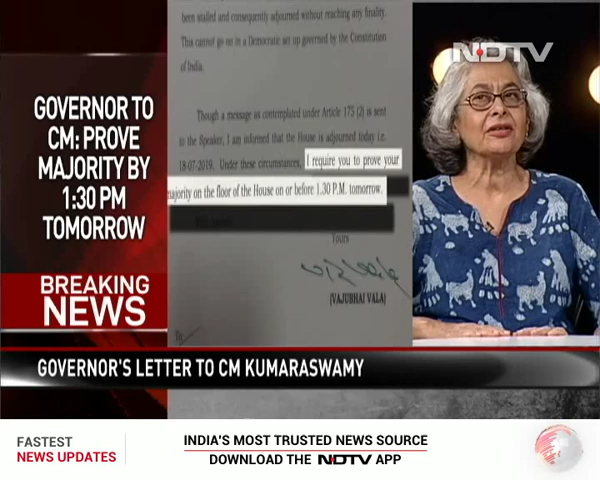 NDTV
GOVERNOR TO
CM: PROVE
MAJORITY BY
1:30 PM
TOMORROW
BREAKING
NEWS
been stalled and consequently adjourned without reaching any finality.
This cannot go on in a Democratic set up governed by the Constitution
of India.
Though a message as contemplated under Article 175 (2) is sent
to the Speaker, I am informed that the House is adjourned today i.e.
18-07-2019. Under these circumstances, I require you to prove your
majority on the floor of the House on or before 1.30 P.M. tomorrow.
Yours
(VAJUBHAI VALA)
GOVERNOR'S LETTER TO CM KUMARASWAMY
FASTEST
NEWS UPDATES
INDIA'S MOST TRUSTED NEWS SOURCE
DOWNLOAD THE NDTV APP